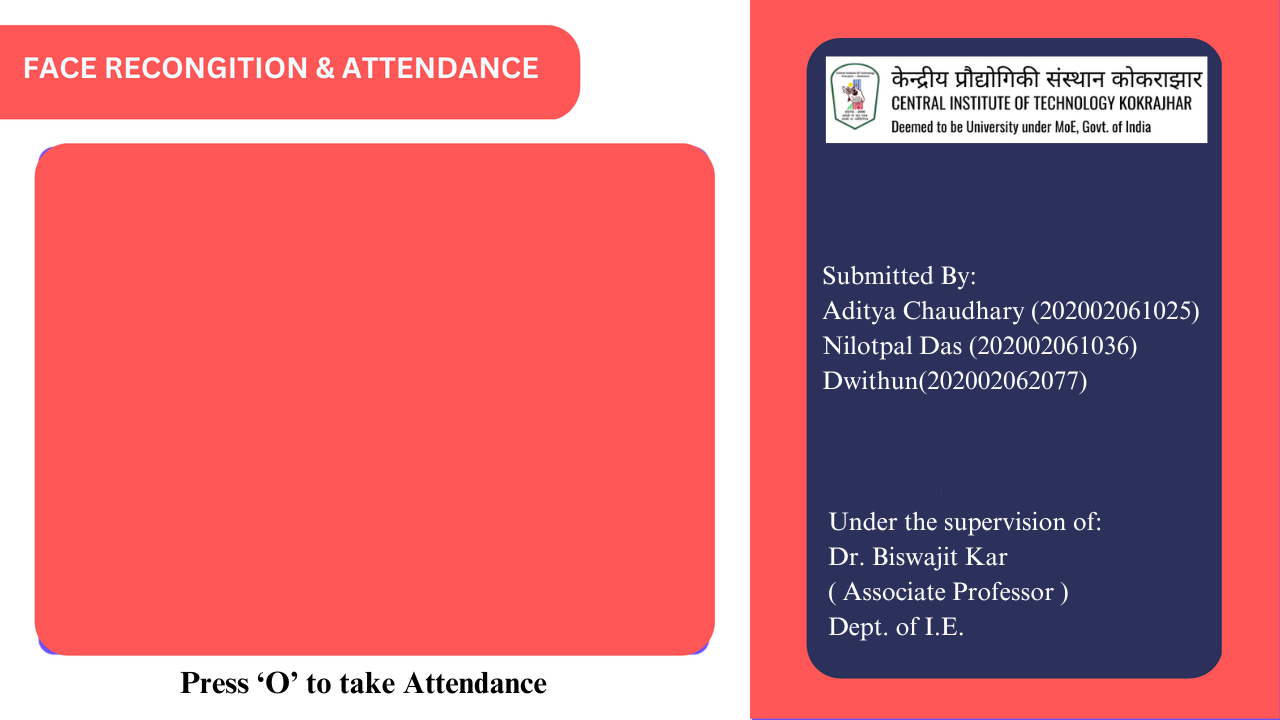 FACE RECONGITION & ATTENDANCE
Press ‘O’ to take Attendance
केन्द्रीय प्रौद्योगिकी संस्थान कोकराझार
CENTRAL INSTITUTE OF TECHNOLOGY KOKRAJHAR
Deemed to be University under MoE, Govt. of India
Submitted By:
Aditya Chaudhary (202002061025)
Nilotpal Das (202002061036)
Dwithun(202002062077)
Under the supervision of:
Dr. Biswajit Kar
( Associate Professor )
Dept. of I.E.